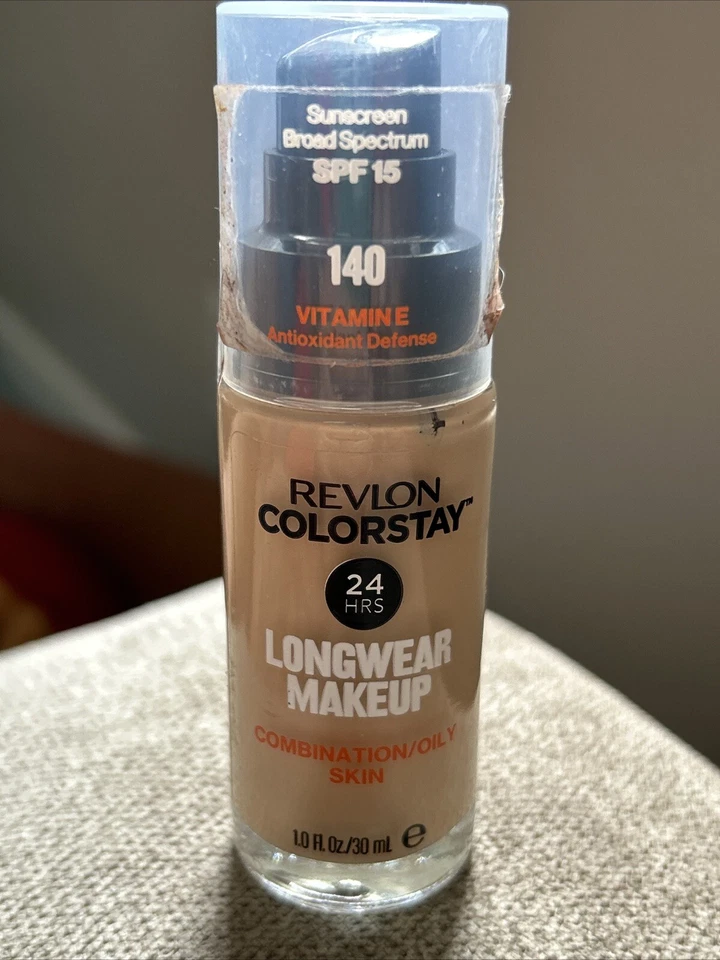 Sunscreen
Broad Spectrum
SPF 15
140
VITAMIN E
Antioxidant Defense
REVLON
COLORSTAY™
24
HRS
LONGWEAR
MAKEUP
COMBINATION/OILY
SKIN
1.0 Fl. Oz./30 mL ℮